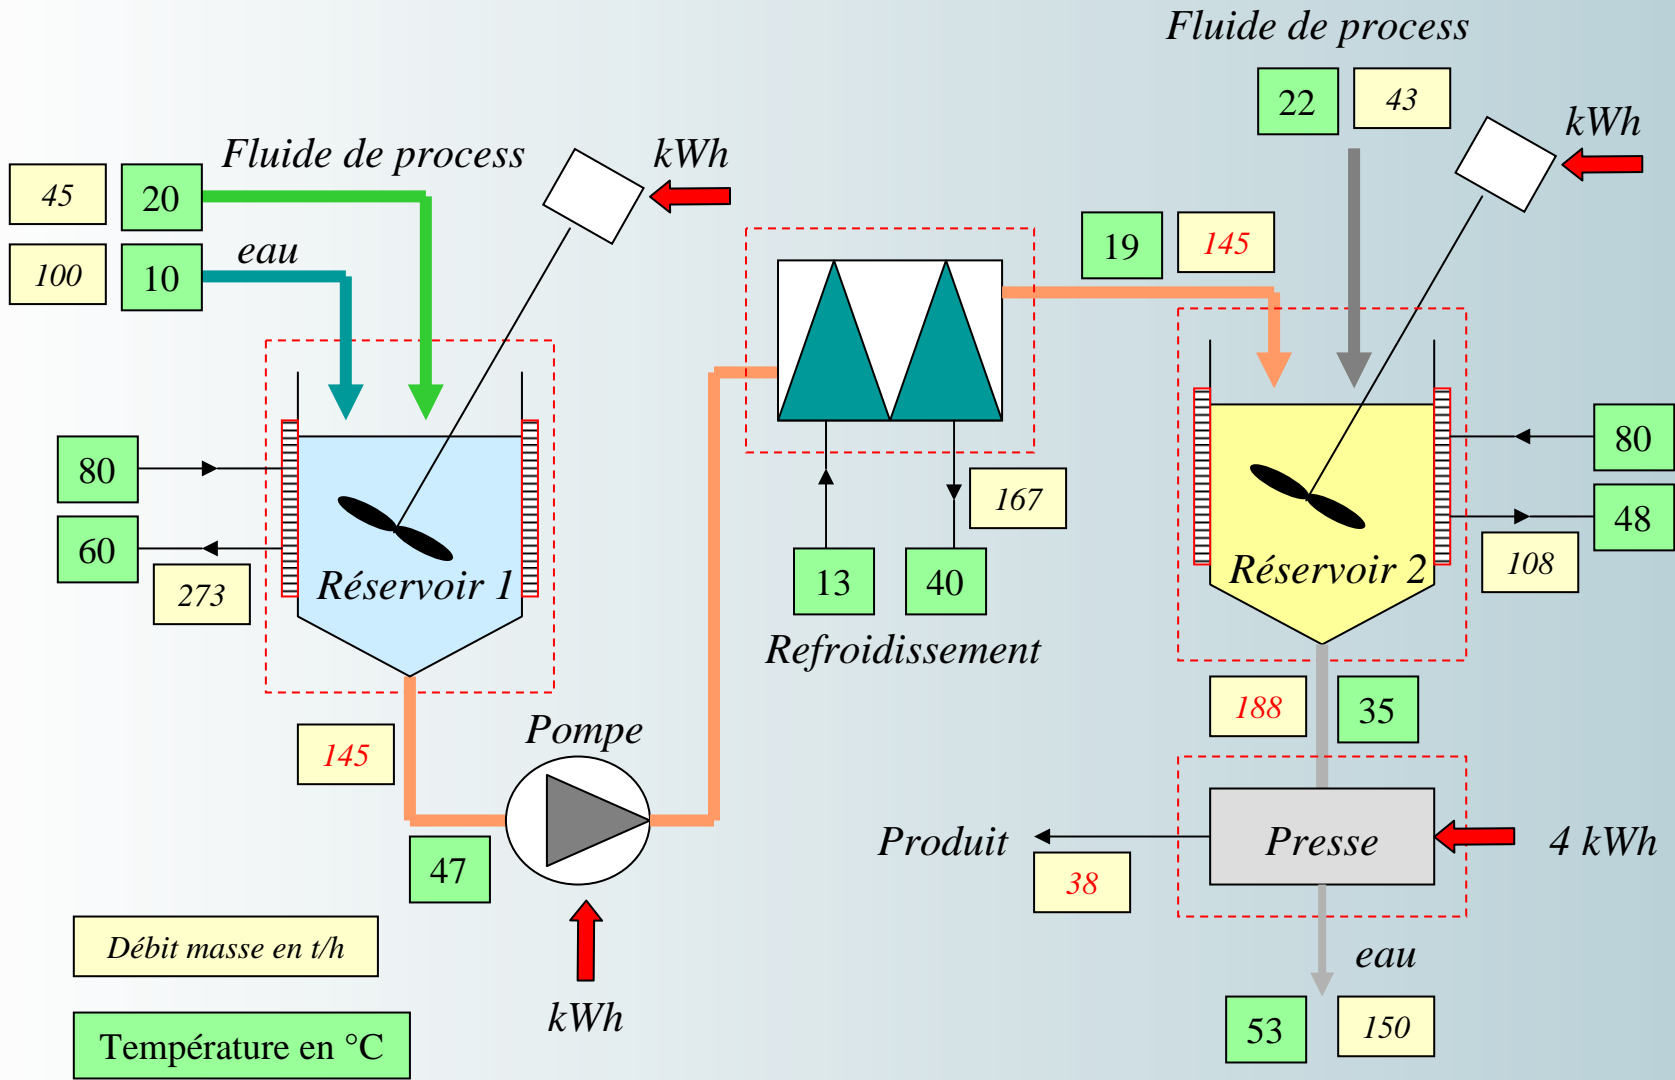 Fluide de process
22
43
kWh
Fluide de process
kWh
45
20
eau
100
10
19
145
80
60
273
Réservoir 1
167
13
40
Refroidissement
80
48
108
Réservoir 2
145
Pompe
47
kWh
188
35
Produit
38
Presse
4 kWh
eau
53
150
Débit masse en t/h
Température en °C